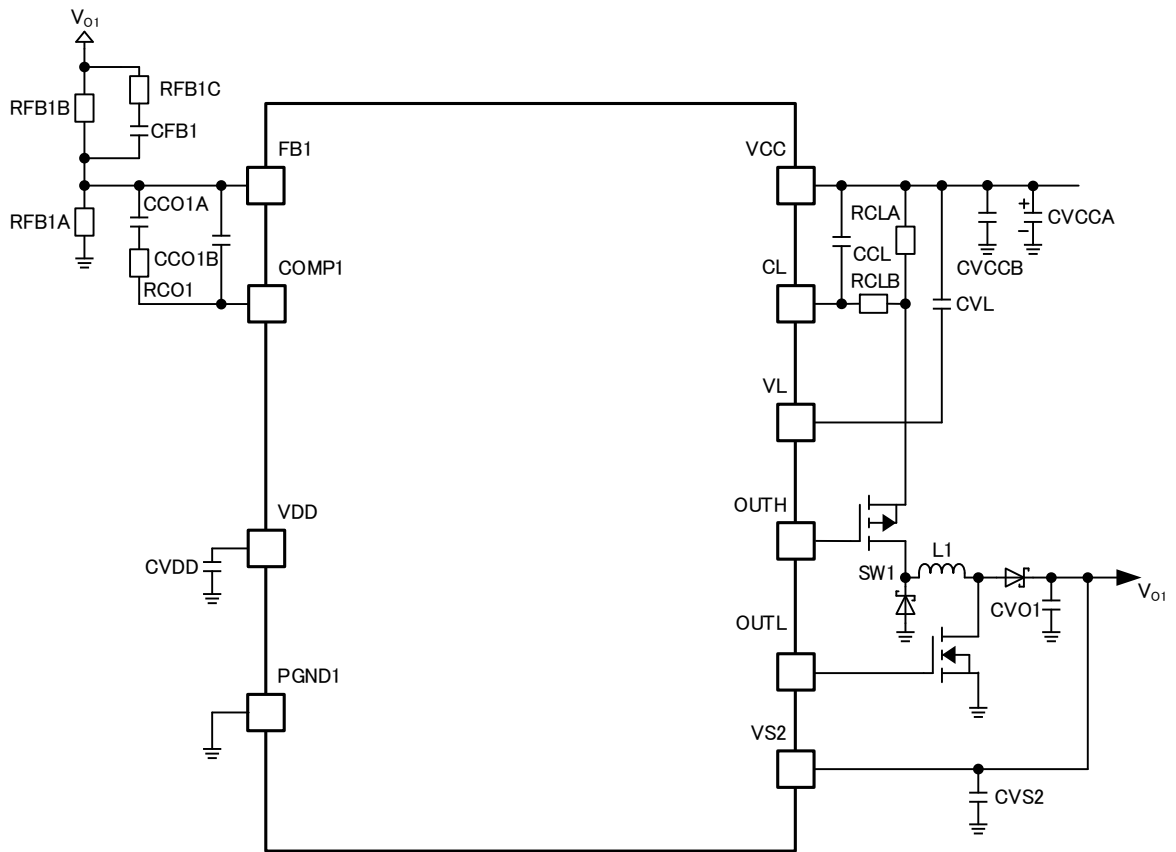 VO1
RFB1B
RFB1C
CFB1
FB1
RFB1A
CCO1A
CCO1B
RCO1
COMP1
VDD
CVDD
PGND1
VCC
RCLA
CCL
CL
RCLB
CVCCB
+
−
CVCCA
CVL
VL
OUTH
SW1
L1
CVO1
VO1
OUTL
VS2
CVS2